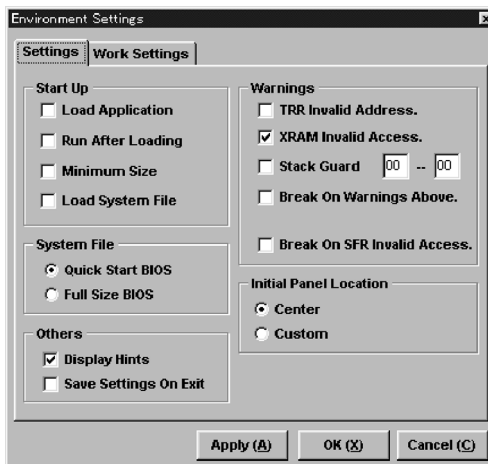 Environment Settings
Settings
Work Settings
Start Up
Load Application
Run After Loading
Minimum Size
Load System File
System File
Quick Start BIOS
Full Size BIOS
Others
Display Hints
Save Settings On Exit
Warnings
TRR Invalid Address.
XRAM Invalid Access.
Stack Guard 00 -- 00
Break On Warnings Above.
Break On SFR Invalid Access.
Initial Panel Location
Center
Custom
Apply (A)
OK (X)
Cancel (C)